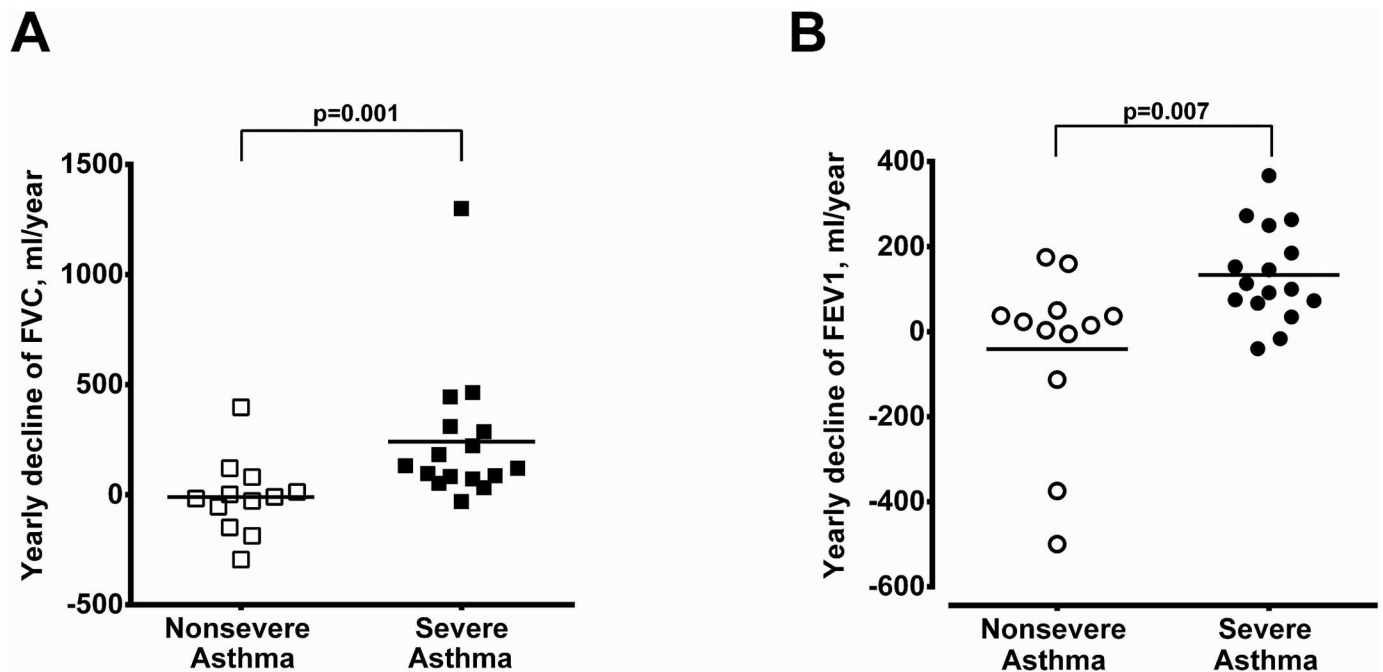 A
p=0.001
Yearly decline of FVC, ml/year
1500
1000
500
0
-500
Nonsevere
Asthma
Severe
Asthma
B
p=0.007
Yearly decline of FEV1, ml/year
400
200
0
-200
-400
-600
Nonsevere
Asthma
Severe
Asthma